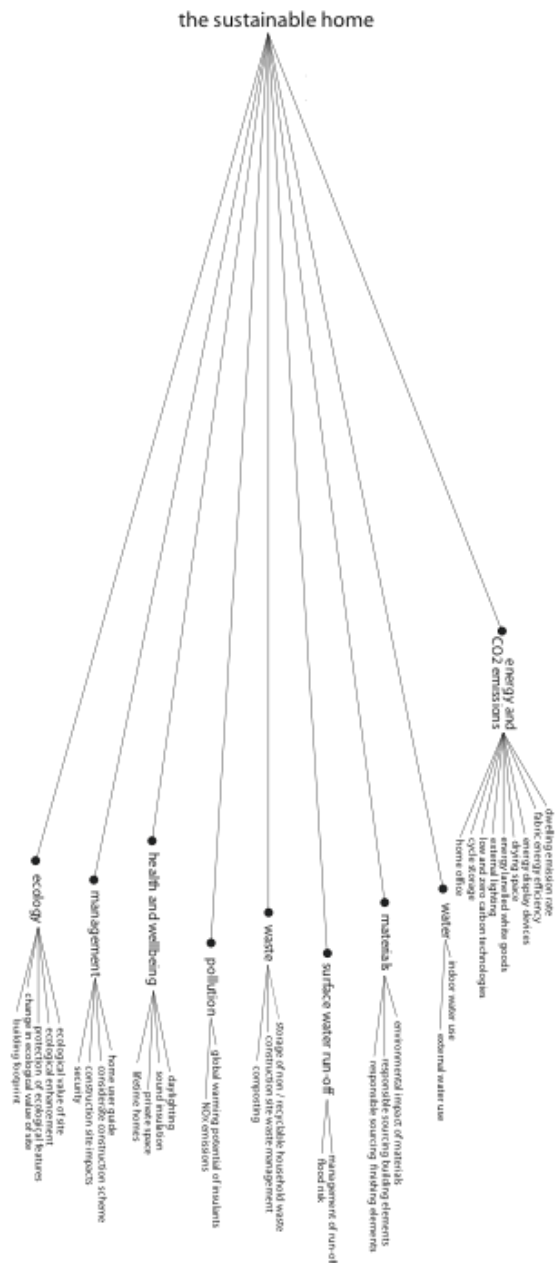 the sustainable home
ecology
ecological value of site
ecological enhancement
protection of ecological features
change in ecological value of site
building footprint
management
home user guide
considerate construction scheme
construction site impacts
security
health and wellbeing
daylighting
sound insulation
private space
lifetime homes
pollution
global warming potential of insulants
NOx emissions
waste
storage of non / recyclable household waste
construction site waste management
composting
surface water run-off
management of run-of
flood risk
materials
environmental impact of materials
responsible sourcing building elements
responsible sourcing finishing elements
water
indoor water use
external water use
energy and
CO2 emissions
dwelling emission rate
fabric energy efficiency
energy display devices
drying space
energy lanelled white goods
external lighting
low and zero carbon technologies
cycle storage
home office